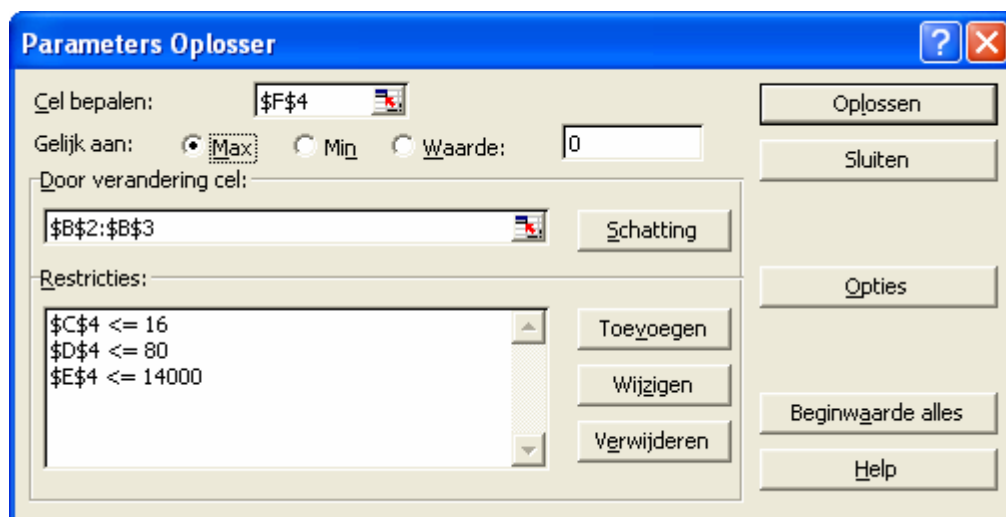 Parameters Oplosser
Cel bepalen: $F$4 Oplossen
Gelijk aan: Max Min Waarde: 0 Sluiten
Door verandering cel:
$B$2:$B$3 Schatting
Restricties: Opties
$C$4 <= 16 Toevoegen
$D$4 <= 80
$E$4 <= 14000 Wijzigen
Beginwaarde alles
Verwijderen
Help